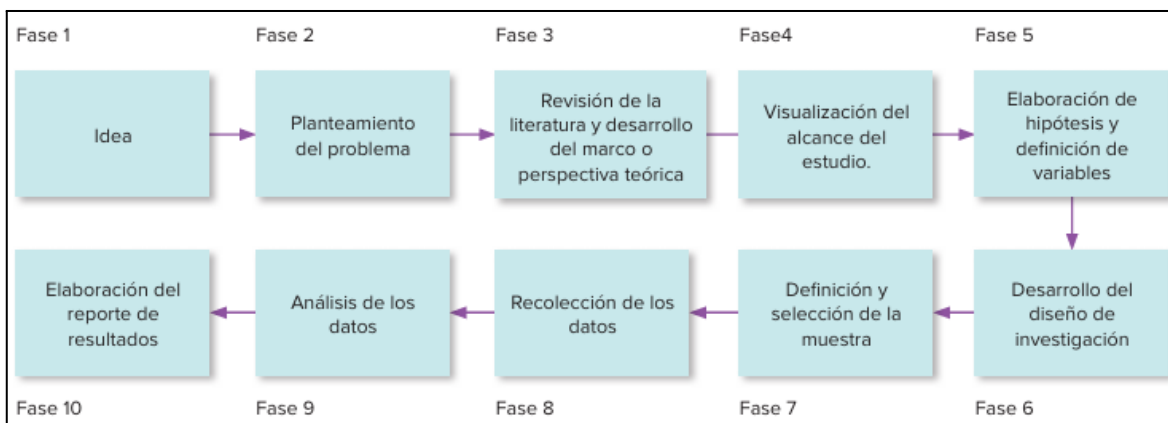 Fase 1
Fase 2
Fase 3
Fase4
Fase 5
Idea
Planteamiento
del problema
Revisión de la
literatura y desarrollo
del marco o
perspectiva teórica
Visualización del
alcance del
estudio.
Elaboración de
hipótesis y
definición de
variables
Elaboración del
reporte de
resultados
Análisis de los
datos
Recolección de los
datos
Definición y
selección de la
muestra
Desarrollo del
diseño de
investigación
Fase 10
Fase 9
Fase 8
Fase 7
Fase 6